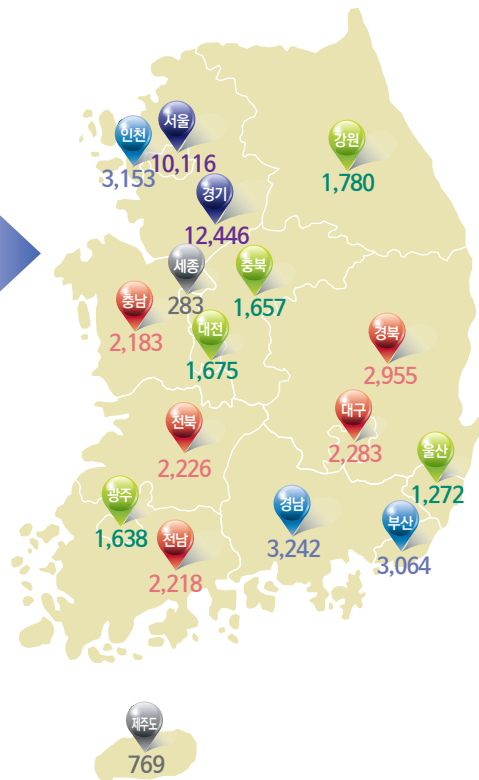 서울
10,116
인천
3,153
강원
1,780
경기
12,446
세종
283
충북
1,657
충남
2,183
대전
1,675
경북
2,955
대구
2,283
전북
2,226
울산
1,272
광주
1,638
경남
3,242
부산
3,064
전남
2,218
제주도
769